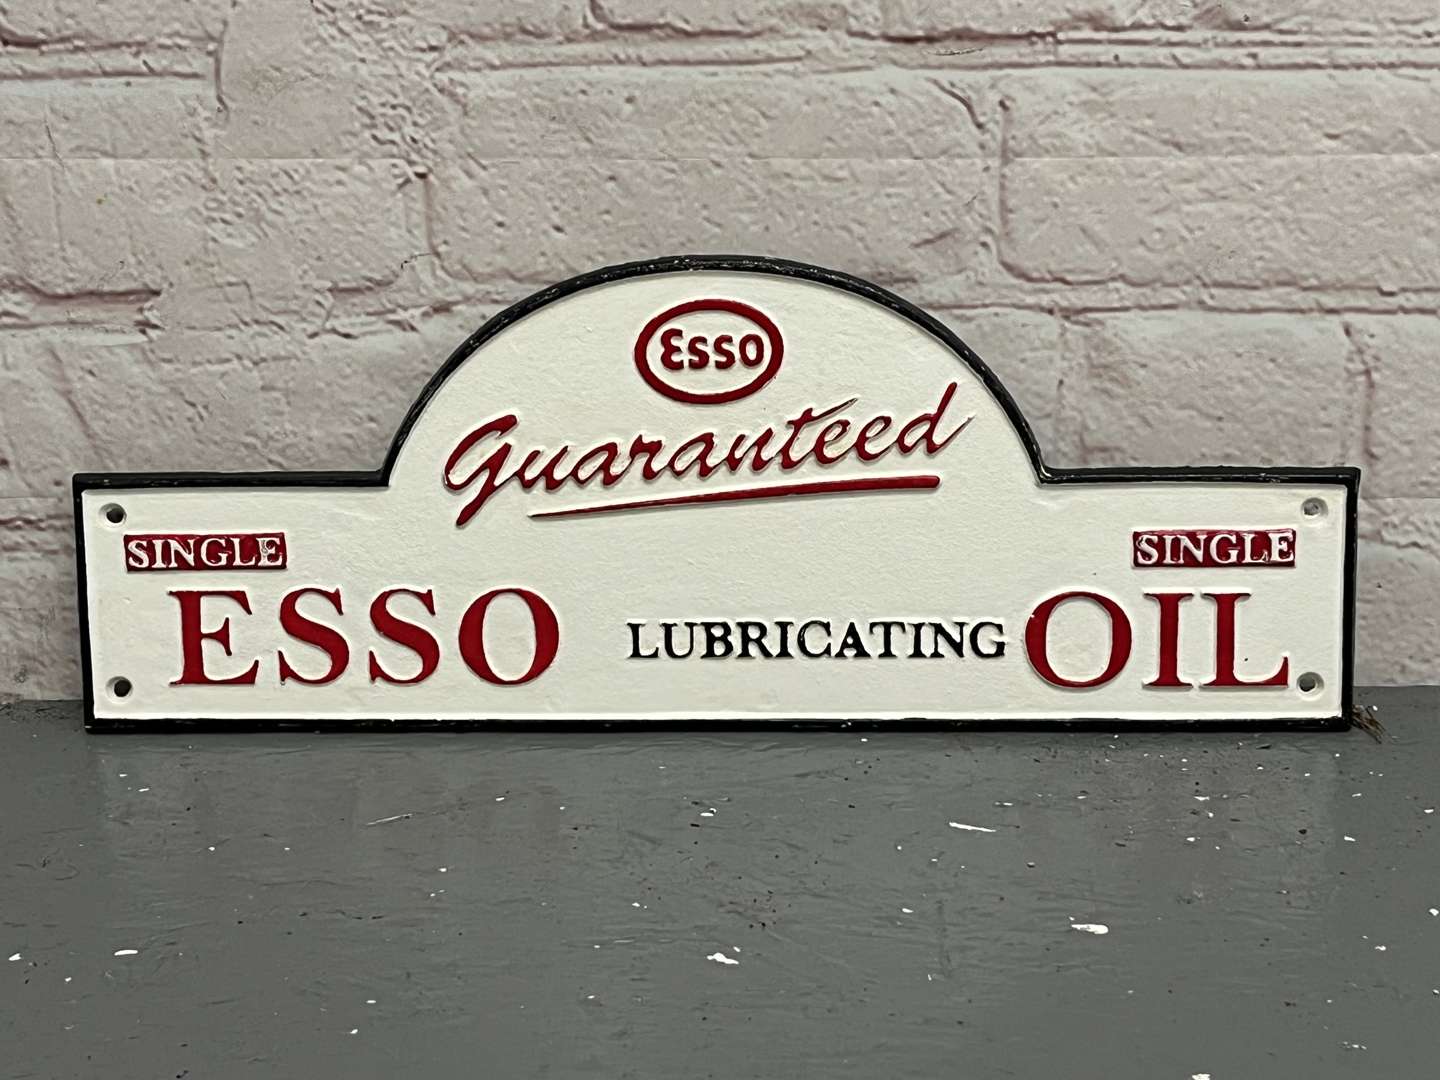 Esso
Guaranteed
SINGLE SINGLE
ESSO LUBRICATING OIL